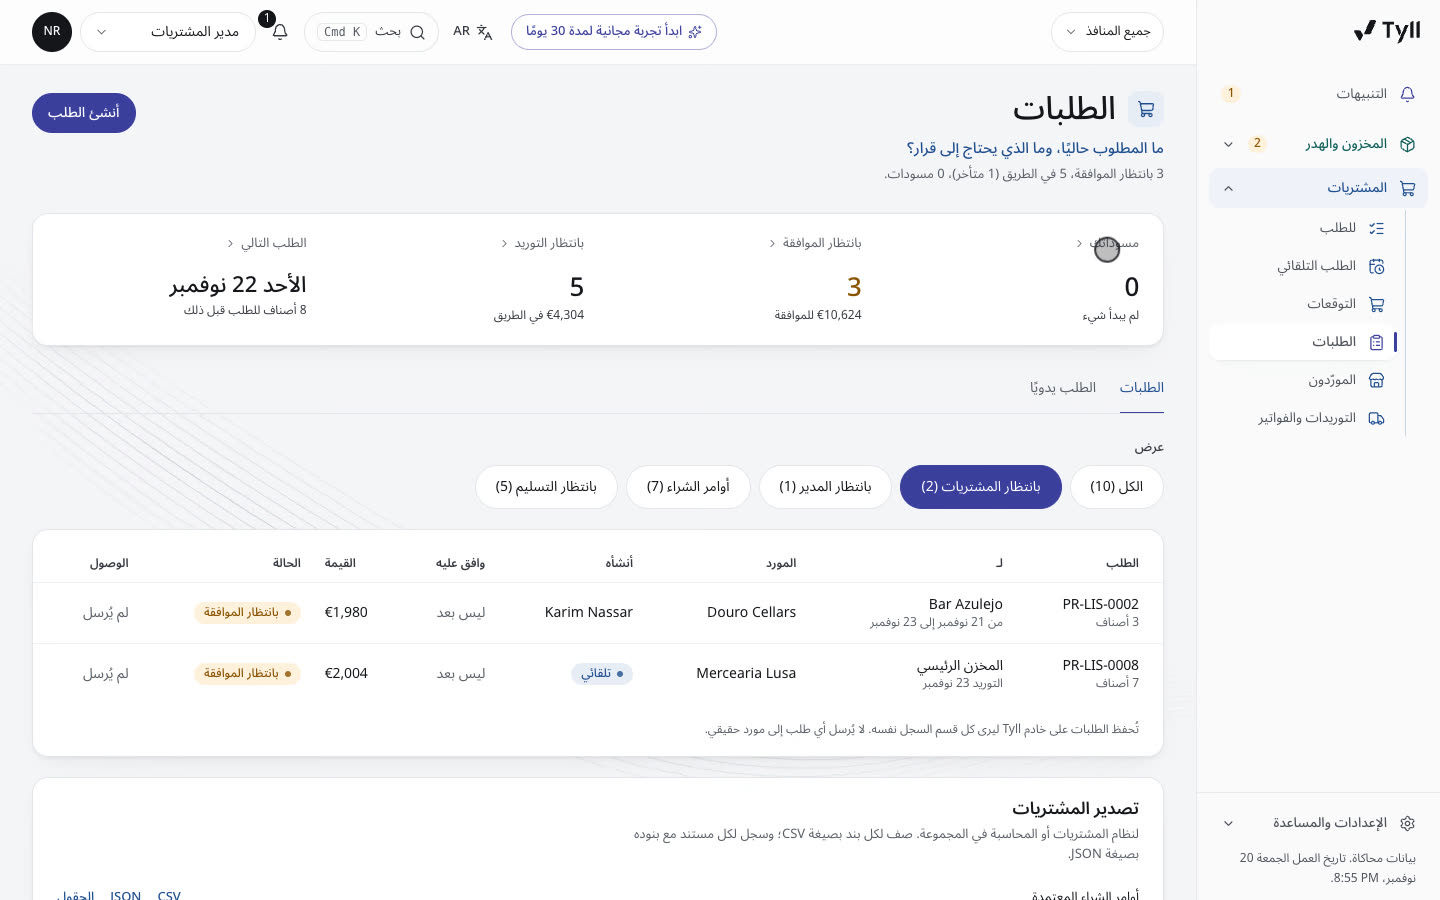 Tyll
التنبيهات 1
المخزون والهدر 2
المشتريات
للطلب
الطلب التلقائي
التوقعات
الطلبات
المورّدون
التوريدات والفواتير
الإعدادات والمساعدة
بيانات محاكاة. تاريخ العمل الجمعة 20
نوفمبر، 8:55 PM.
جميع المنافذ
ابدأ تجربة مجانية لمدة 30 يومًا
AR
بحث Cmd K
1
مدير المشتريات
NR
الطلبات
أنشئ الطلب
ما المطلوب حاليًا، وما الذي يحتاج إلى قرار؟
3 بانتظار الموافقة، 5 في الطريق (1 متأخر)، 0 مسودات.
مسوداتك
0
لم يبدأ شيء
بانتظار الموافقة
3
€10,624 للموافقة
بانتظار التوريد
5
€4,304 في الطريق
الطلب التالي
الأحد 22 نوفمبر
8 أصناف للطلب قبل ذلك
الطلبات الطلب يدويًا
عرض
الكل (10) بانتظار المشتريات (2) بانتظار المدير (1) أوامر الشراء (7) بانتظار التسليم (5)
الطلب لـ المورد أنشأه وافق عليه القيمة الحالة الوصول
PR-LIS-0002 Bar Azulejo Douro Cellars Karim Nassar ليس بعد €1,980 بانتظار الموافقة لم يُرسل
3 أصناف من 21 نوفمبر إلى 23 نوفمبر
PR-LIS-0008 المخزن الرئيسي Mercearia Lusa تلقائي ليس بعد €2,004 بانتظار الموافقة لم يُرسل
7 أصناف التوريد 23 نوفمبر
تُحفظ الطلبات على خادم Tyll ليرى كل قسم السجل نفسه. لا يُرسل أي طلب إلى مورد حقيقي.
تصدير المشتريات
لنظام المشتريات أو المحاسبة في المجموعة. صف لكل بند بصيغة CSV؛ وسجل لكل مستند مع بنوده
بصيغة JSON.
أوامر الشراء المعتمدة CSV JSON الحقول